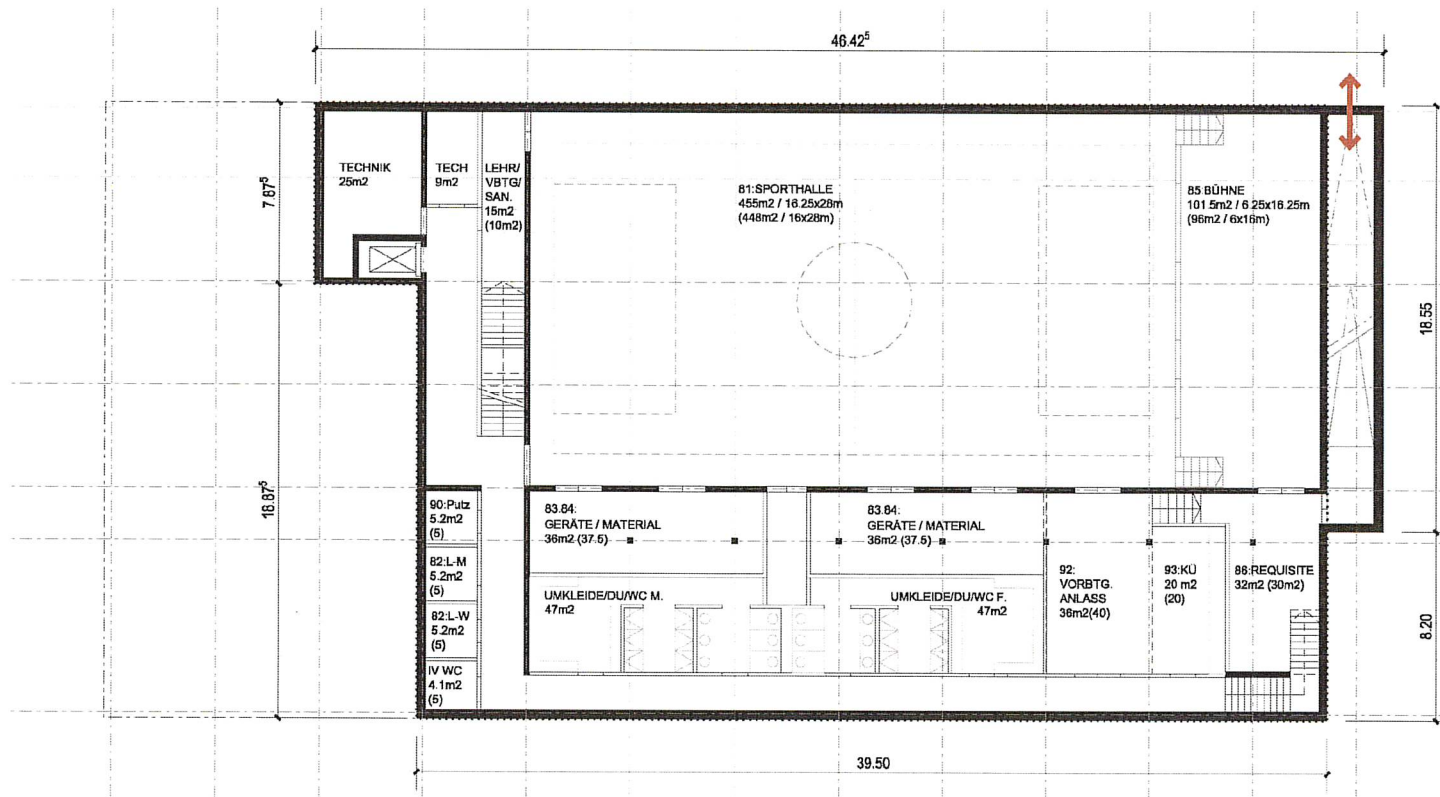 46.42⁵
7.87⁵
18.87⁵
18.55
8.20
39.50
TECHNIK
25m2
TECH
9m2
LEHR/
VBTG/
SAN.
15m2
(10m2)
81:SPORTHALLE
455m2 / 16.25x28m
(448m2 / 16x28m)
85:BÜHNE
101.5m2 / 6.25x16.25m
(96m2 / 6x16m)
90:Putz
5.2m2
(5)
82:L-M
5.2m2
(5)
82:L-W
5.2m2
(5)
IV WC
4.1m2
(5)
83.84:
GERÄTE / MATERIAL
36m2 (37.5)
83.84:
GERÄTE / MATERIAL
36m2 (37.5)
UMKLEIDE/DU/WC M.
47m2
UMKLEIDE/DU/WC F.
47m2
92:
VORBTG.
ANLASS
36m2(40)
93:KÜ
20 m2
(20)
86:REQUISITE
32m2 (30m2)